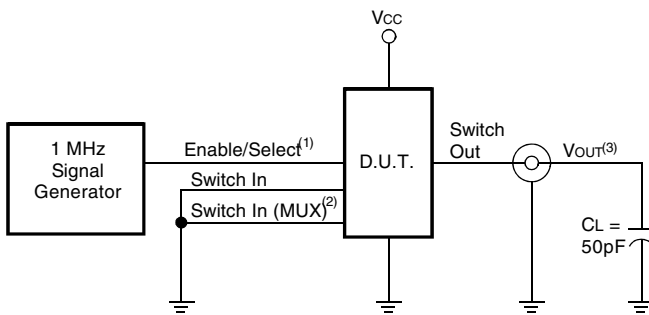 VCC
1 MHz
Signal
Generator
Enable/Select(1)
Switch In
Switch In (MUX)(2)
D.U.T.
Switch
Out
VOUT(3)
CL =
50pF